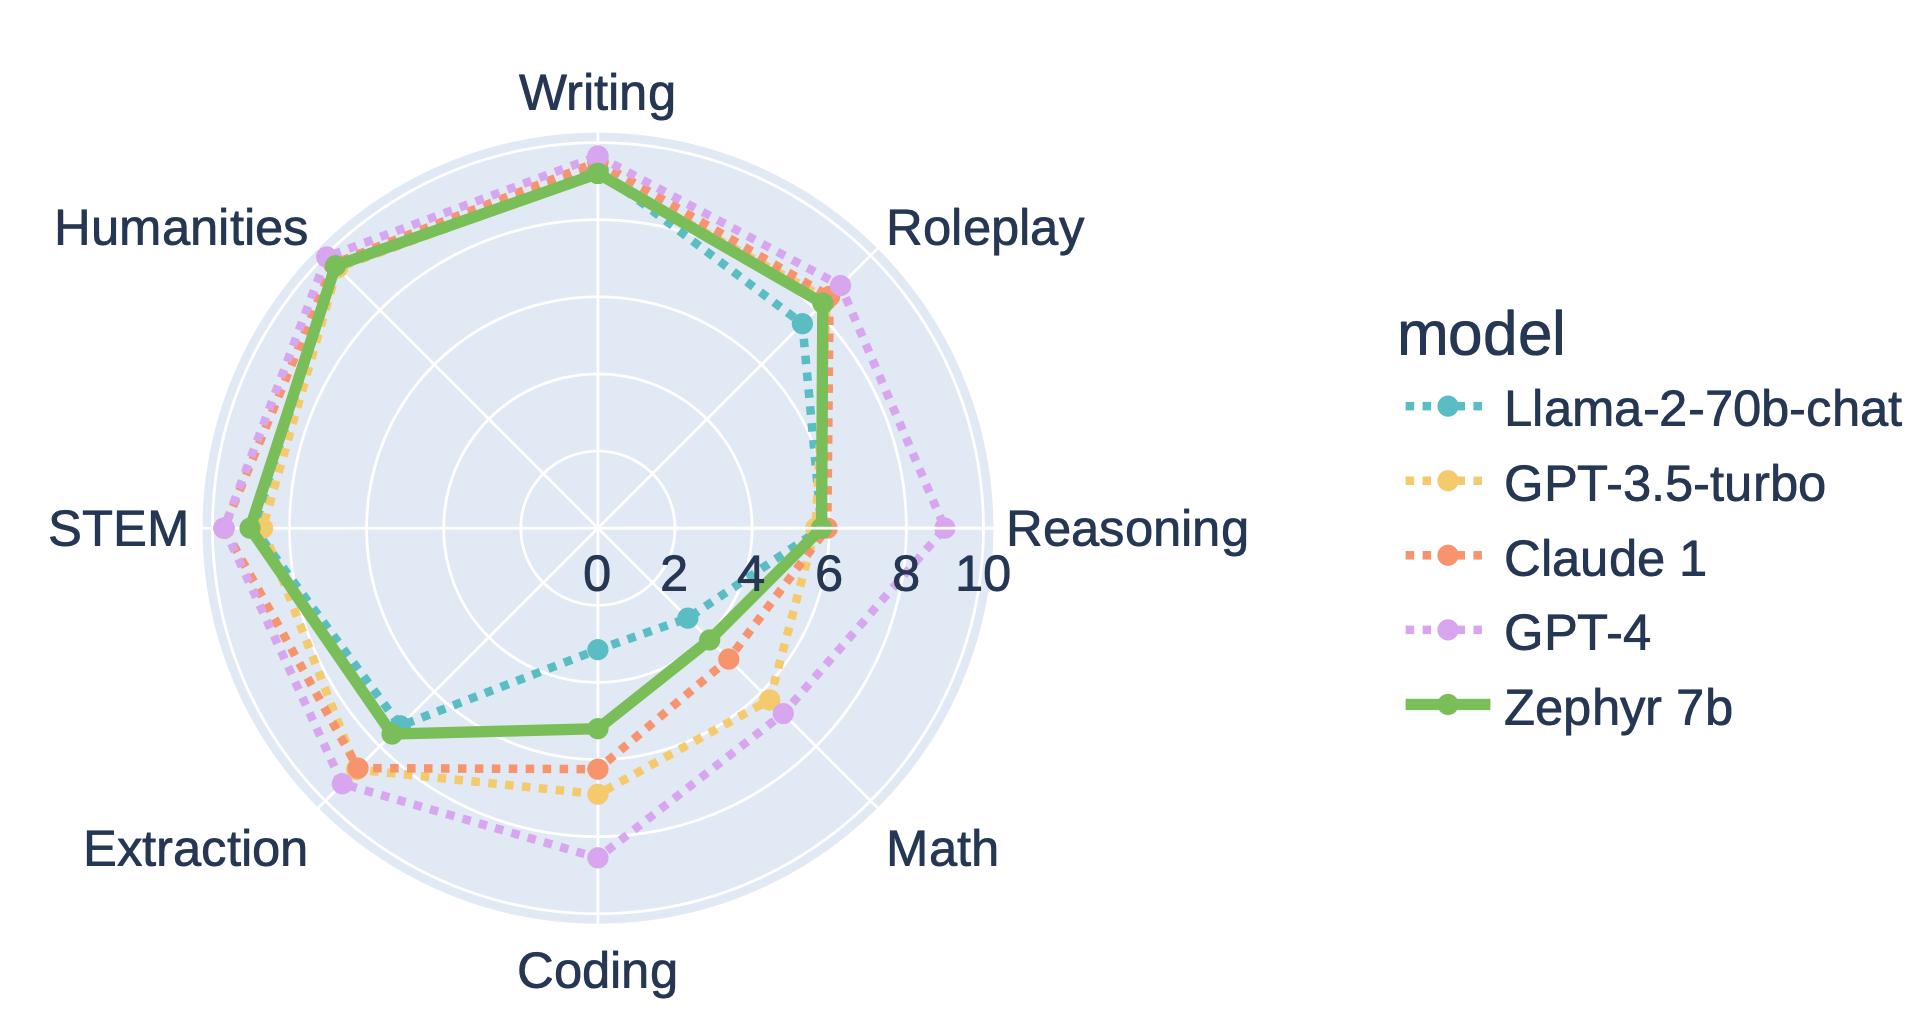 Writing
Humanities
Roleplay
STEM
Reasoning
0 2 4 6 8 10
Extraction
Math
Coding
model
Llama-2-70b-chat
GPT-3.5-turbo
Claude 1
GPT-4
Zephyr 7b